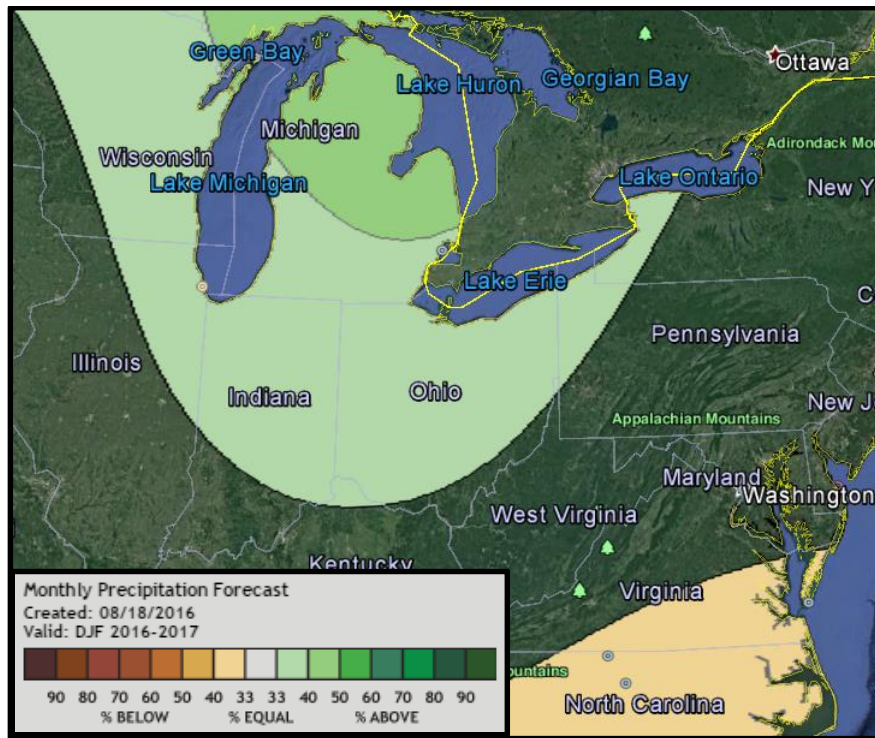 Green Bay
Ottawa
Lake Huron
Georgian Bay
Michigan
Adirondack Mo
Wisconsin
Lake Michigan
Lake Ontario
New Y
Lake Erie
C
Pennsylvania
Illinois
Indiana
Ohio
New J
Appalachian Mountains
Maryland
Washington
West Virginia
Kentucky
Virginia
ountains
North Carolina
Monthly Precipitation Forecast
Created: 08/18/2016
Valid: DJF 2016-2017
90 80 70 60 50 40 33 33 40 50 60 70 80 90
% BELOW % EQUAL % ABOVE